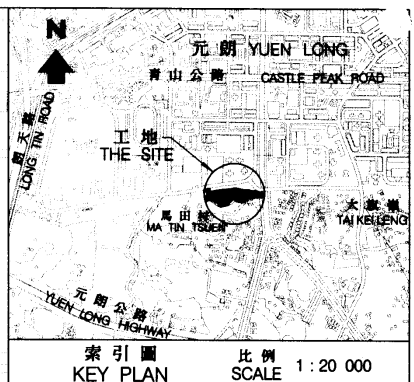 N
元朗 YUEN LONG
青山公路 CASTLE PEAK ROAD
朗天路
LONG TIN ROAD
工地
THE SITE
馬田村
MA TIN TSUEN
大旗嶺
TAI KEI LENG
元朗公路
YUEN LONG HIGHWAY
索引圖
KEY PLAN
比例
SCALE 1 : 20 000